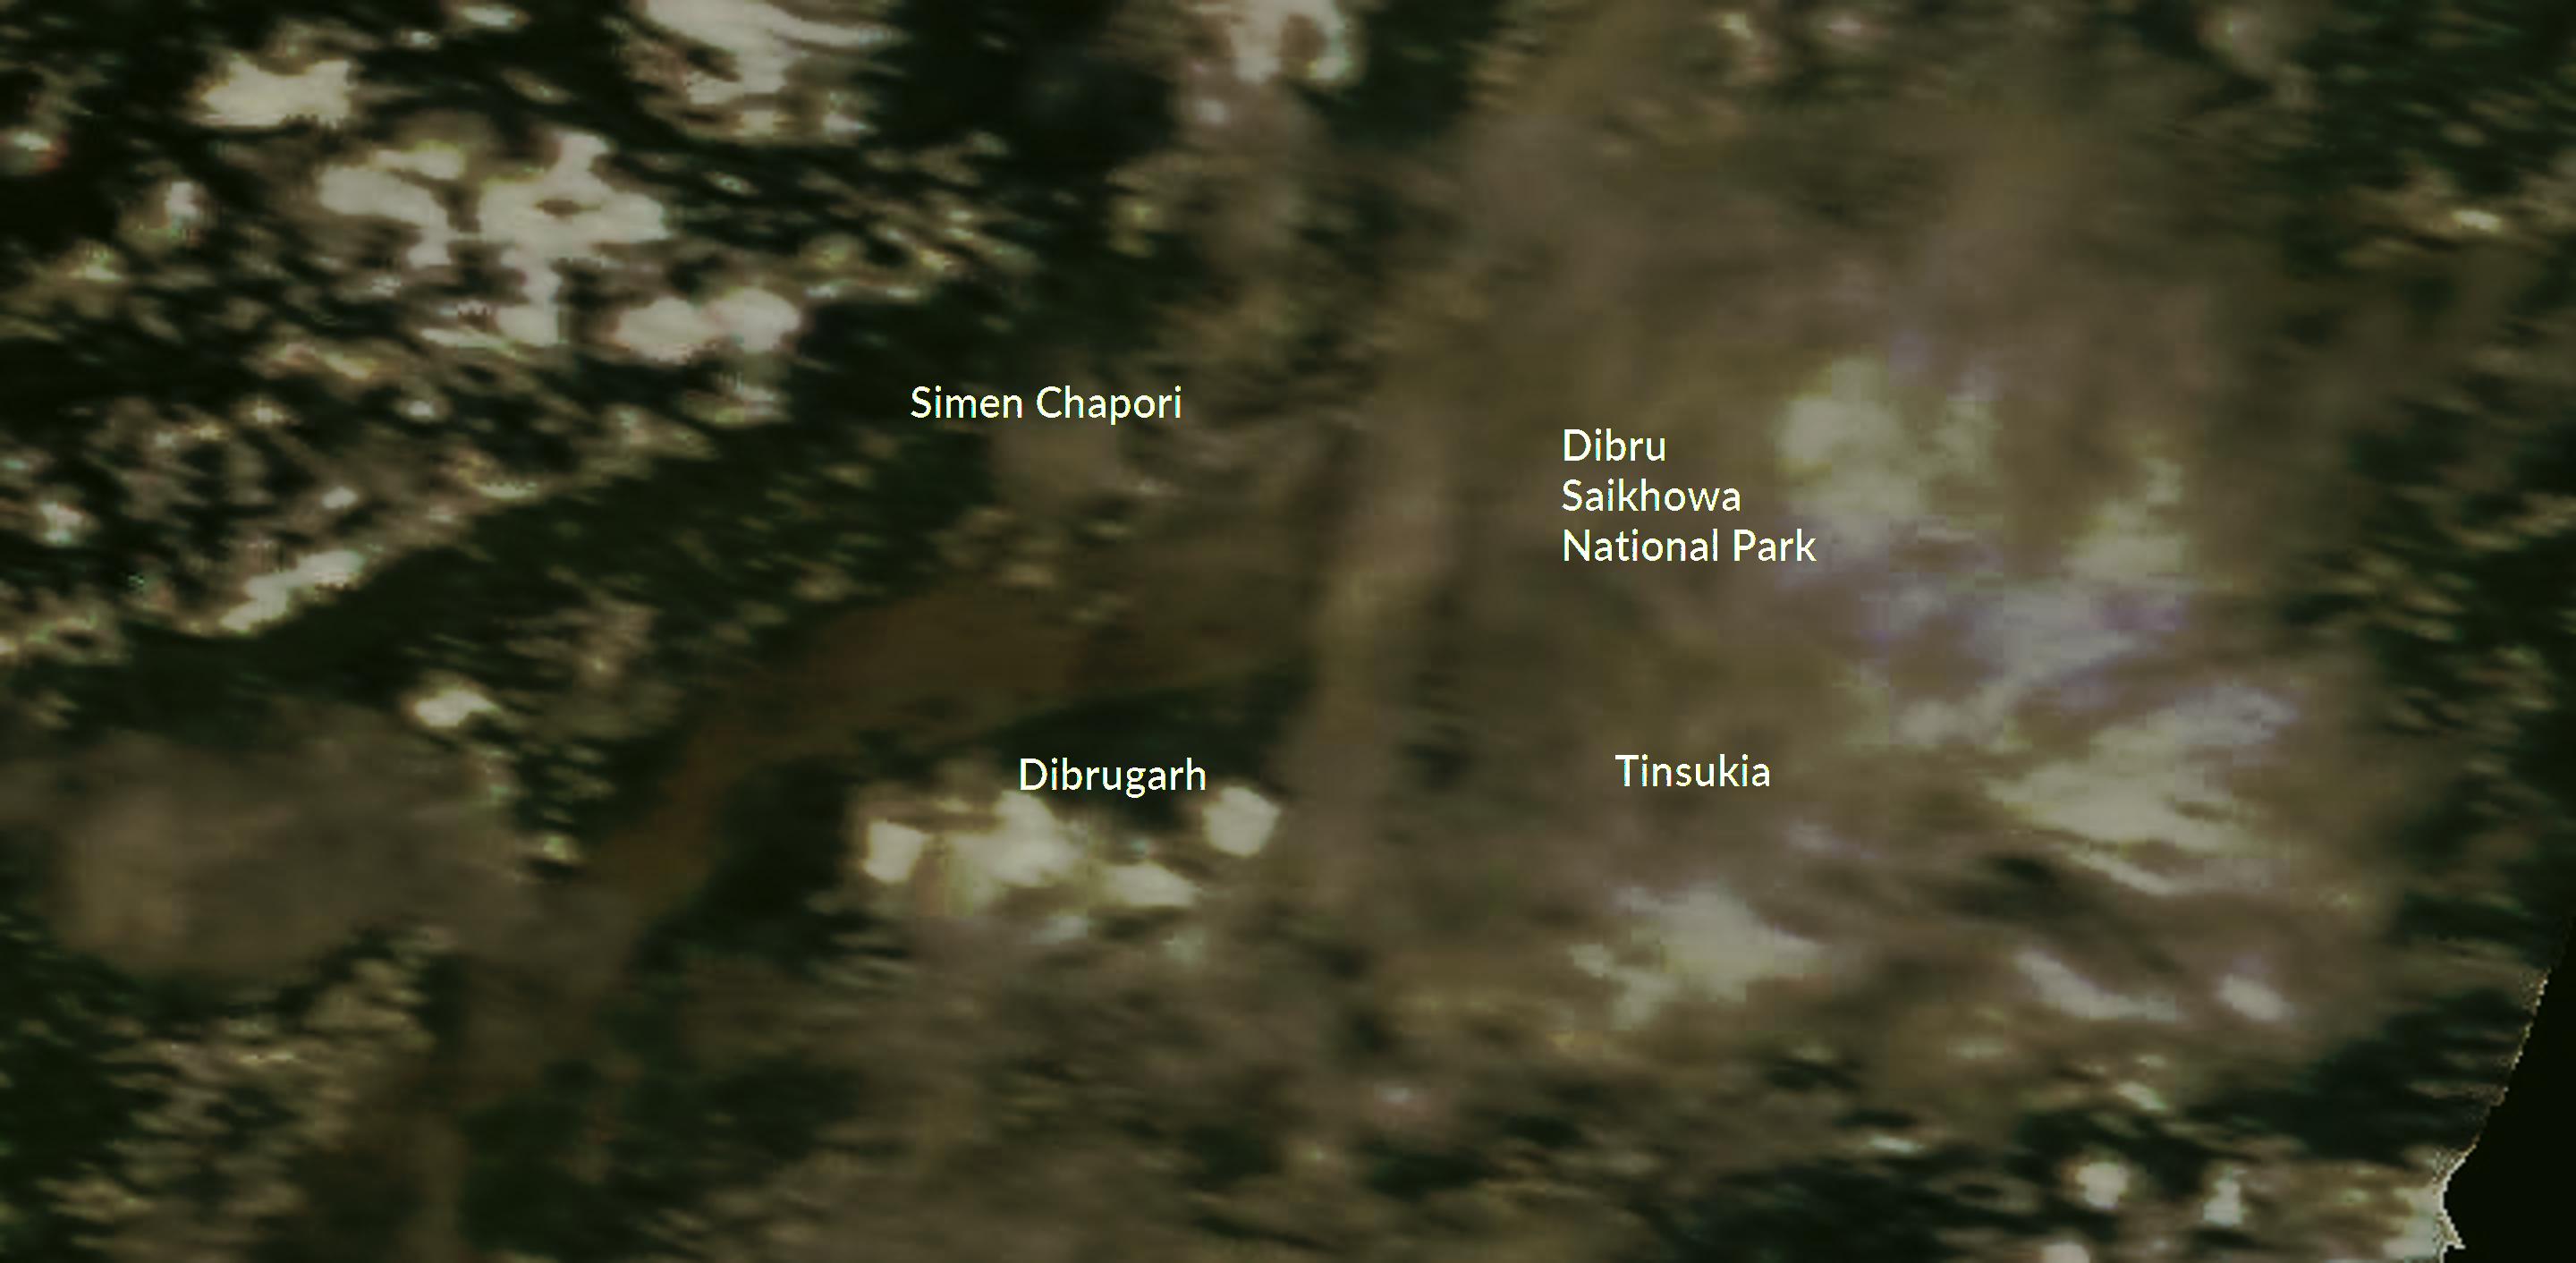 Simen Chapori
Dibru
Saikhowa
National Park
Dibrugarh
Tinsukia